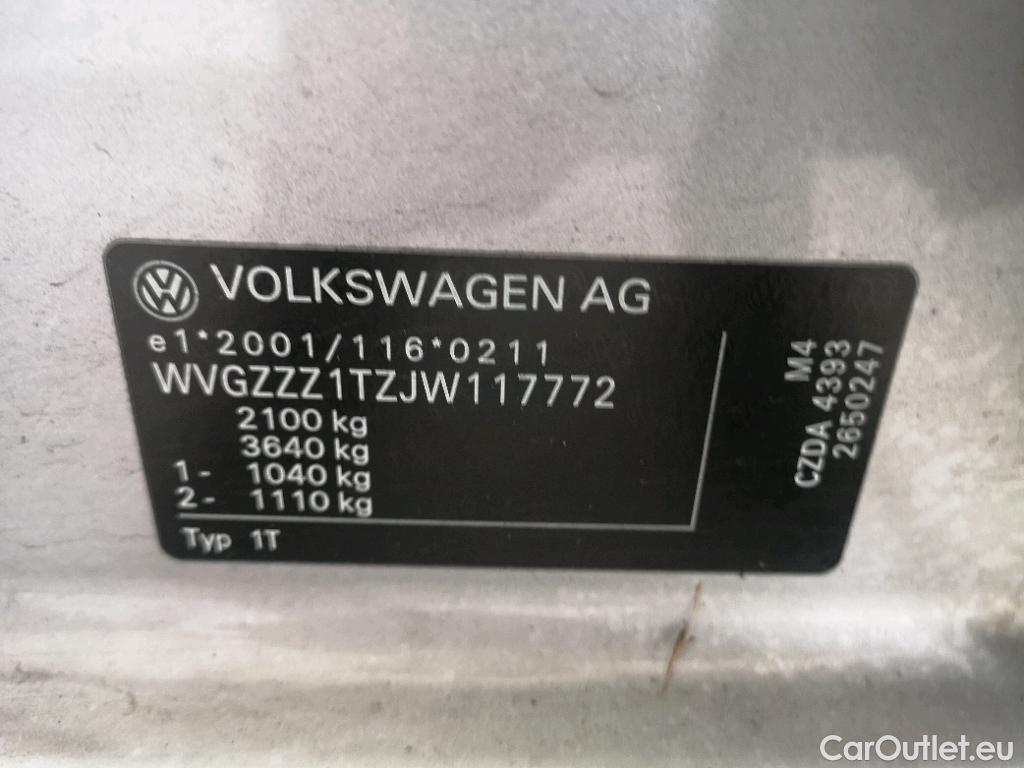 VOLKSWAGEN AG
e1*2001/116*0211
WVGZZZ1TZJW117772
2100 kg
3640 kg
1- 1040 kg
2- 1110 kg
Typ 1T
M4
CZDA 4393
2650247
CarOutlet.eu